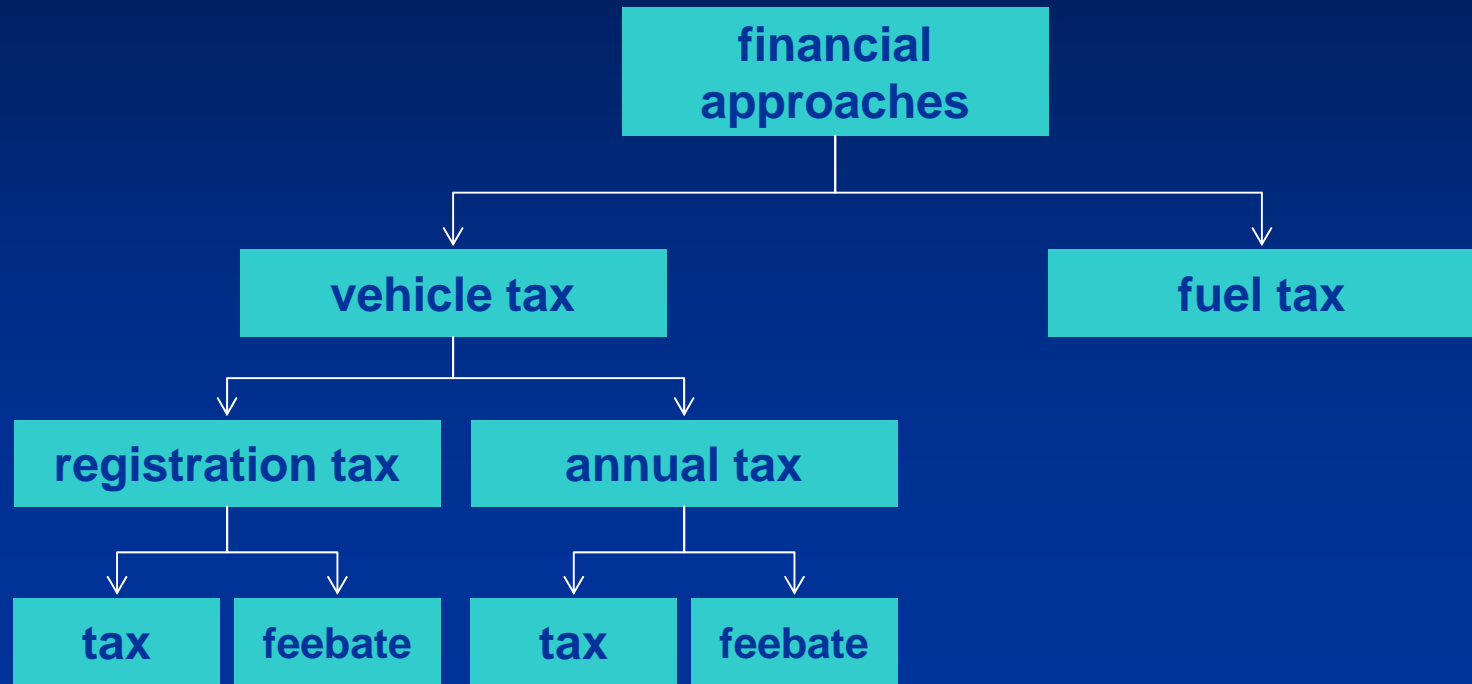 financial
approaches
vehicle tax
fuel tax
registration tax
annual tax
tax
feebate
tax
feebate